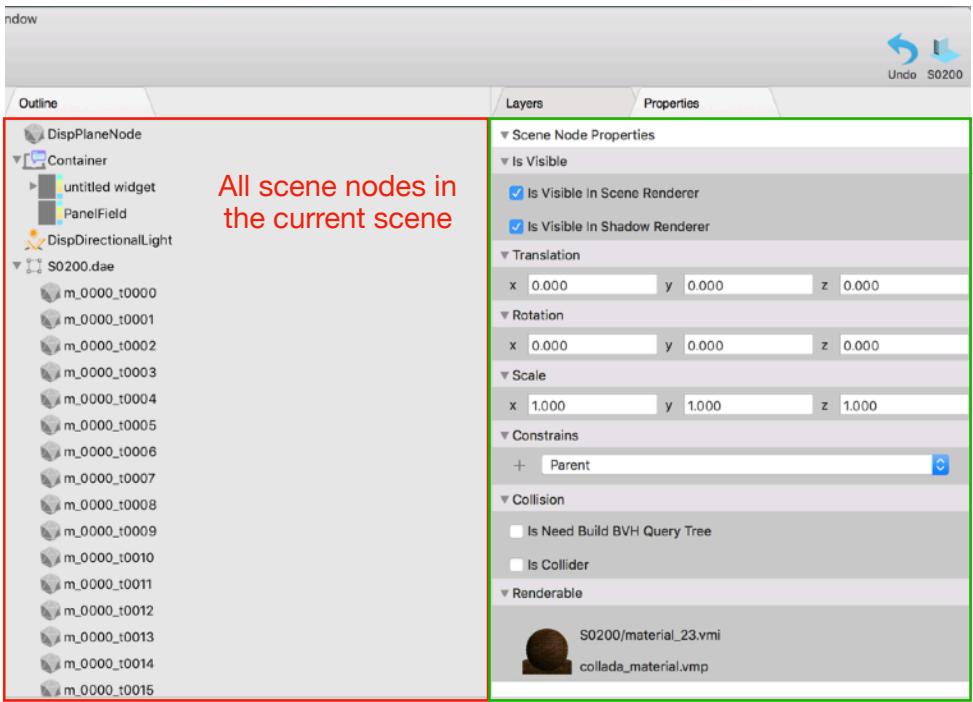 ndow
Undo S0200
Outline
DispPlaneNode
Container
untitled widget
PanelField
DispDirectionalLight
S0200.dae
m_0000_t0000
m_0000_t0001
m_0000_t0002
m_0000_t0003
m_0000_t0004
m_0000_t0005
m_0000_t0006
m_0000_t0007
m_0000_t0008
m_0000_t0009
m_0000_t0010
m_0000_t0011
m_0000_t0012
m_0000_t0013
m_0000_t0014
m_0000_t0015
All scene nodes in
the current scene
Layers Properties
Scene Node Properties
Is Visible
Is Visible In Scene Renderer
Is Visible In Shadow Renderer
Translation
x 0.000 y 0.000 z 0.000
Rotation
x 0.000 y 0.000 z 0.000
Scale
x 1.000 y 1.000 z 1.000
Constrains
+ Parent
Collision
Is Need Build BVH Query Tree
Is Collider
Renderable
S0200/material_23.vmi
collada_material.vmp